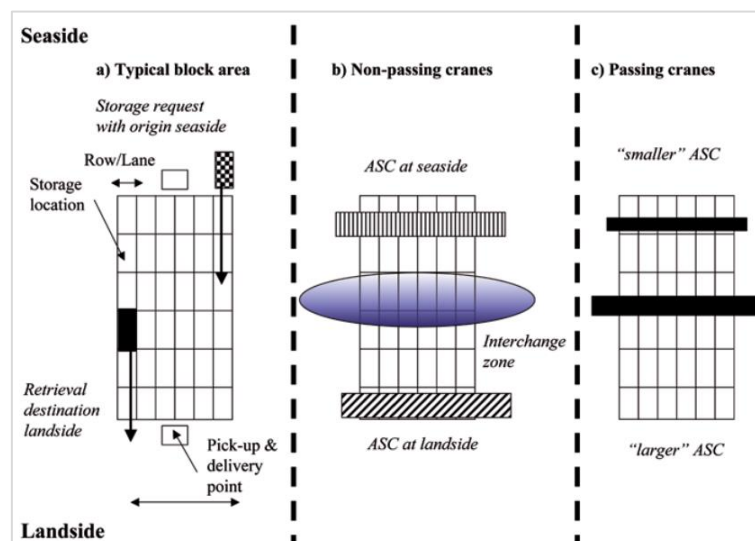 Seaside
a) Typical block area
Storage request
with origin seaside
Row/Lane
Storage
location
Retrieval
destination
landside
Pick-up &
delivery
point
Landside
b) Non-passing cranes
ASC at seaside
Interchange
zone
ASC at landside
c) Passing cranes
“smaller” ASC
“larger” ASC